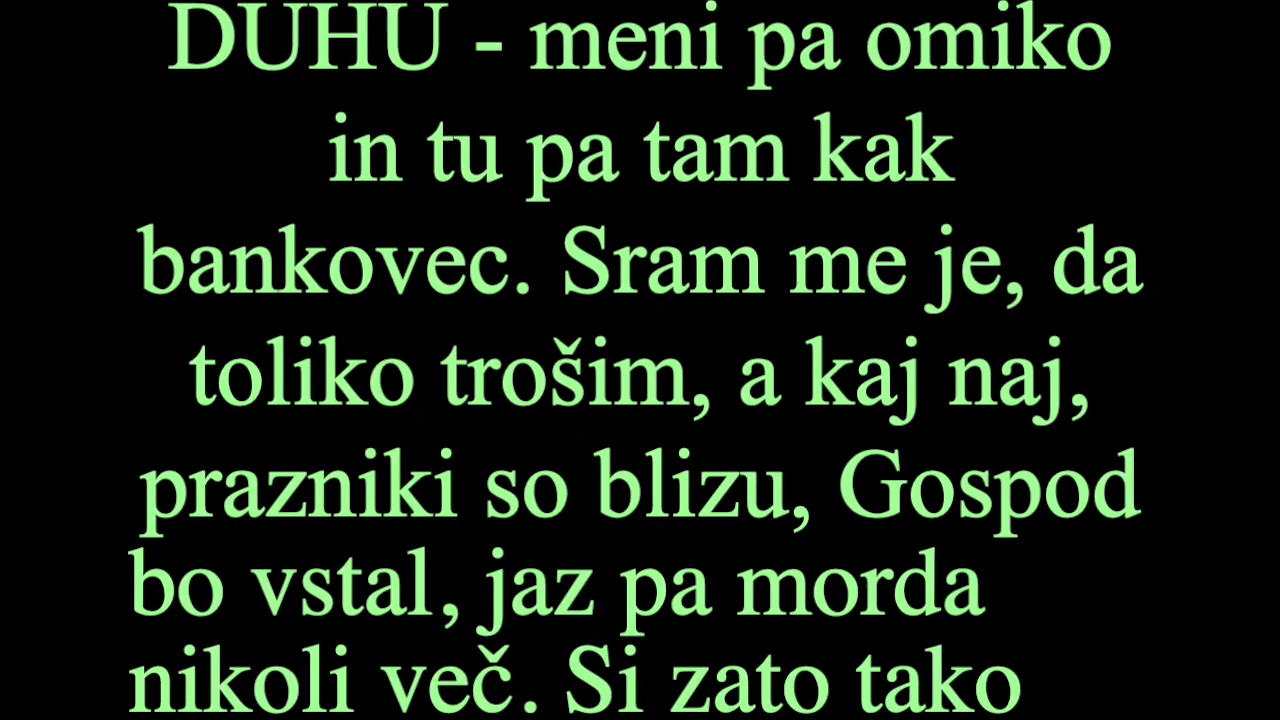 DUHU - meni pa omiko
in tu pa tam kak
bankovec. Sram me je, da
toliko trošim, a kaj naj,
prazniki so blizu, Gospod
bo vstal, jaz pa morda
nikoli več. Si zato tako